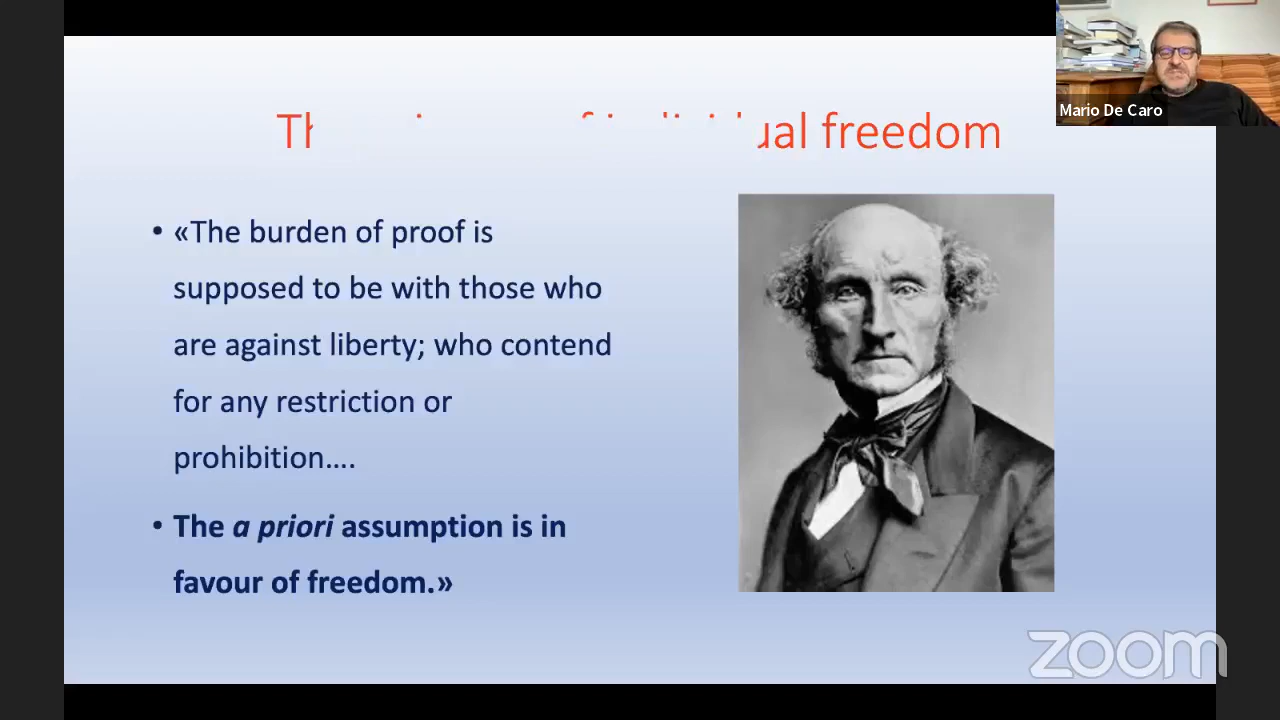 freedom
Mario De Caro
• «The burden of proof is
supposed to be with those who
are against liberty; who contend
for any restriction or
prohibition....
• The a priori assumption is in
favour of freedom.»
zoom